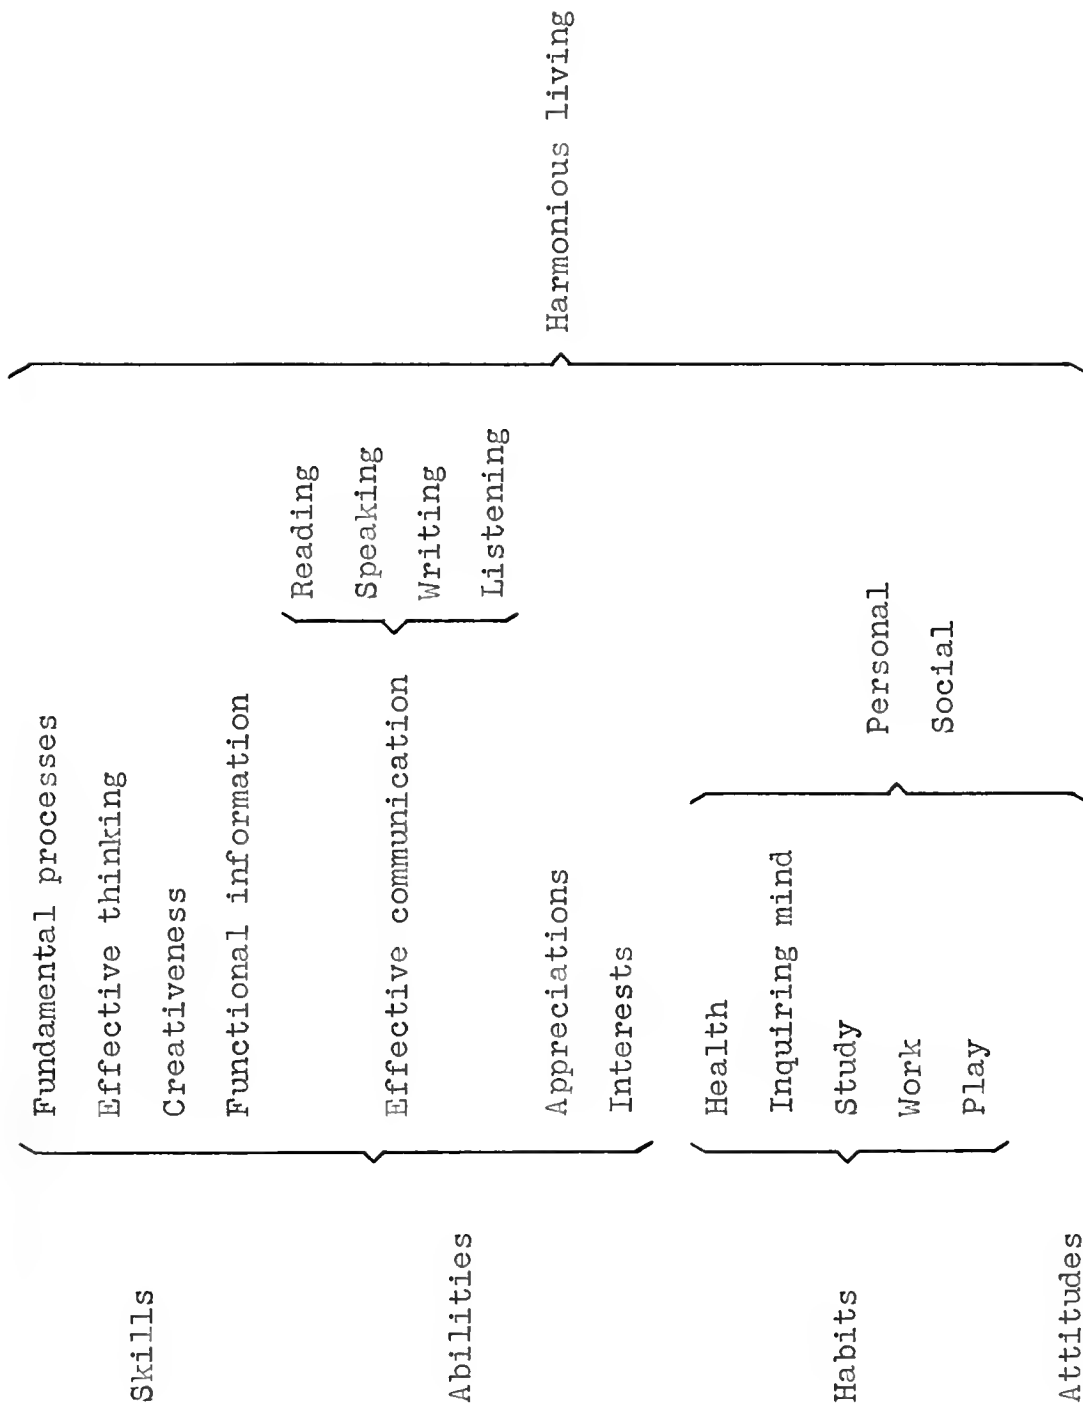 Skills
Abilities
Fundamental processes
Effective thinking
Creativeness
Functional information
Effective communication
Reading
Speaking
Writing
Listening
Appreciations
Interests
Habits
Health
Inquiring mind
Study
Work
Play
Attitudes
Personal
Social
Harmonious living